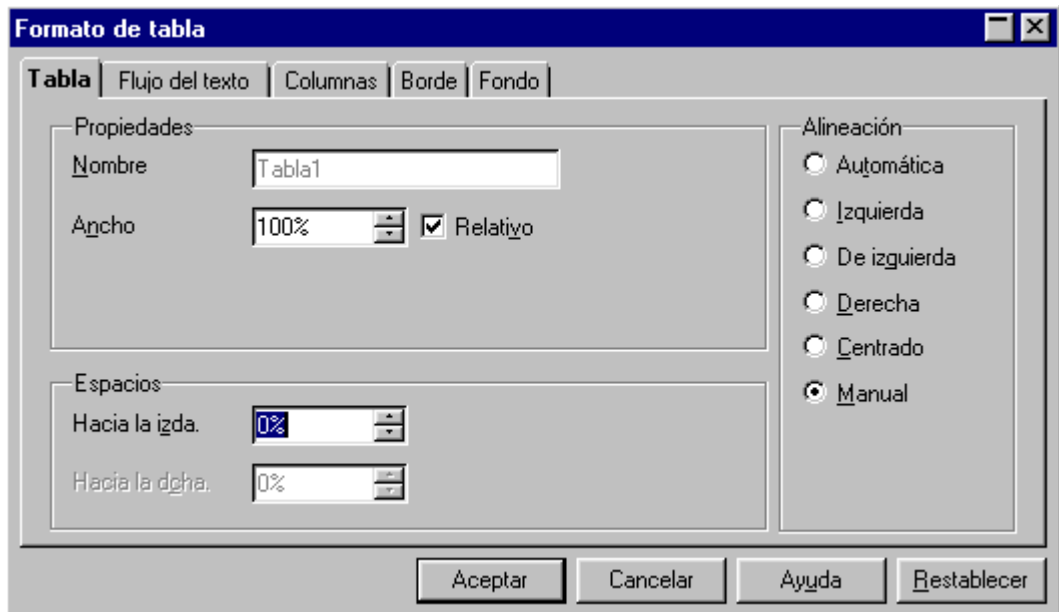 Formato de tabla
Tabla Flujo del texto Columnas Borde Fondo
Propiedades
Nombre Tabla1
Ancho 100% Relativo
Espacios
Hacia la izda. 0%
Hacia la dcha. 0%
Alineación
Automática
Izquierda
De izguierda
Derecha
Centrado
Manual
Aceptar Cancelar Ayuda Restablecer